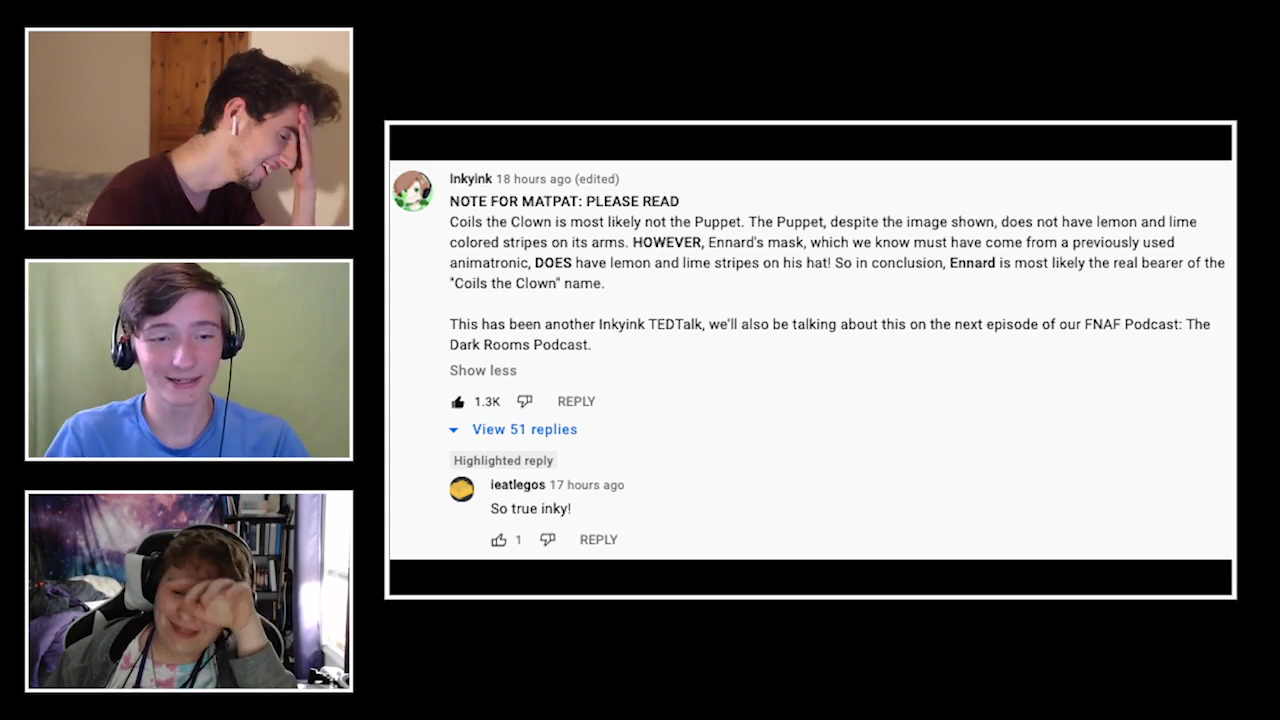 Inkyink 18 hours ago (edited)
NOTE FOR MATPAT: PLEASE READ
Coils the Clown is most likely not the Puppet. The Puppet, despite the image shown, does not have lemon and lime
colored stripes on its arms. HOWEVER, Ennard's mask, which we know must have come from a previously used
animatronic, DOES have lemon and lime stripes on his hat! So in conclusion, Ennard is most likely the real bearer of the
"Coils the Clown" name.
This has been another Inkyink TEDTalk, we'll also be talking about this on the next episode of our FNAF Podcast: The
Dark Rooms Podcast.
Show less
1.3K REPLY
View 51 replies
Highlighted reply
ieatlegos 17 hours ago
So true inky!
1 REPLY